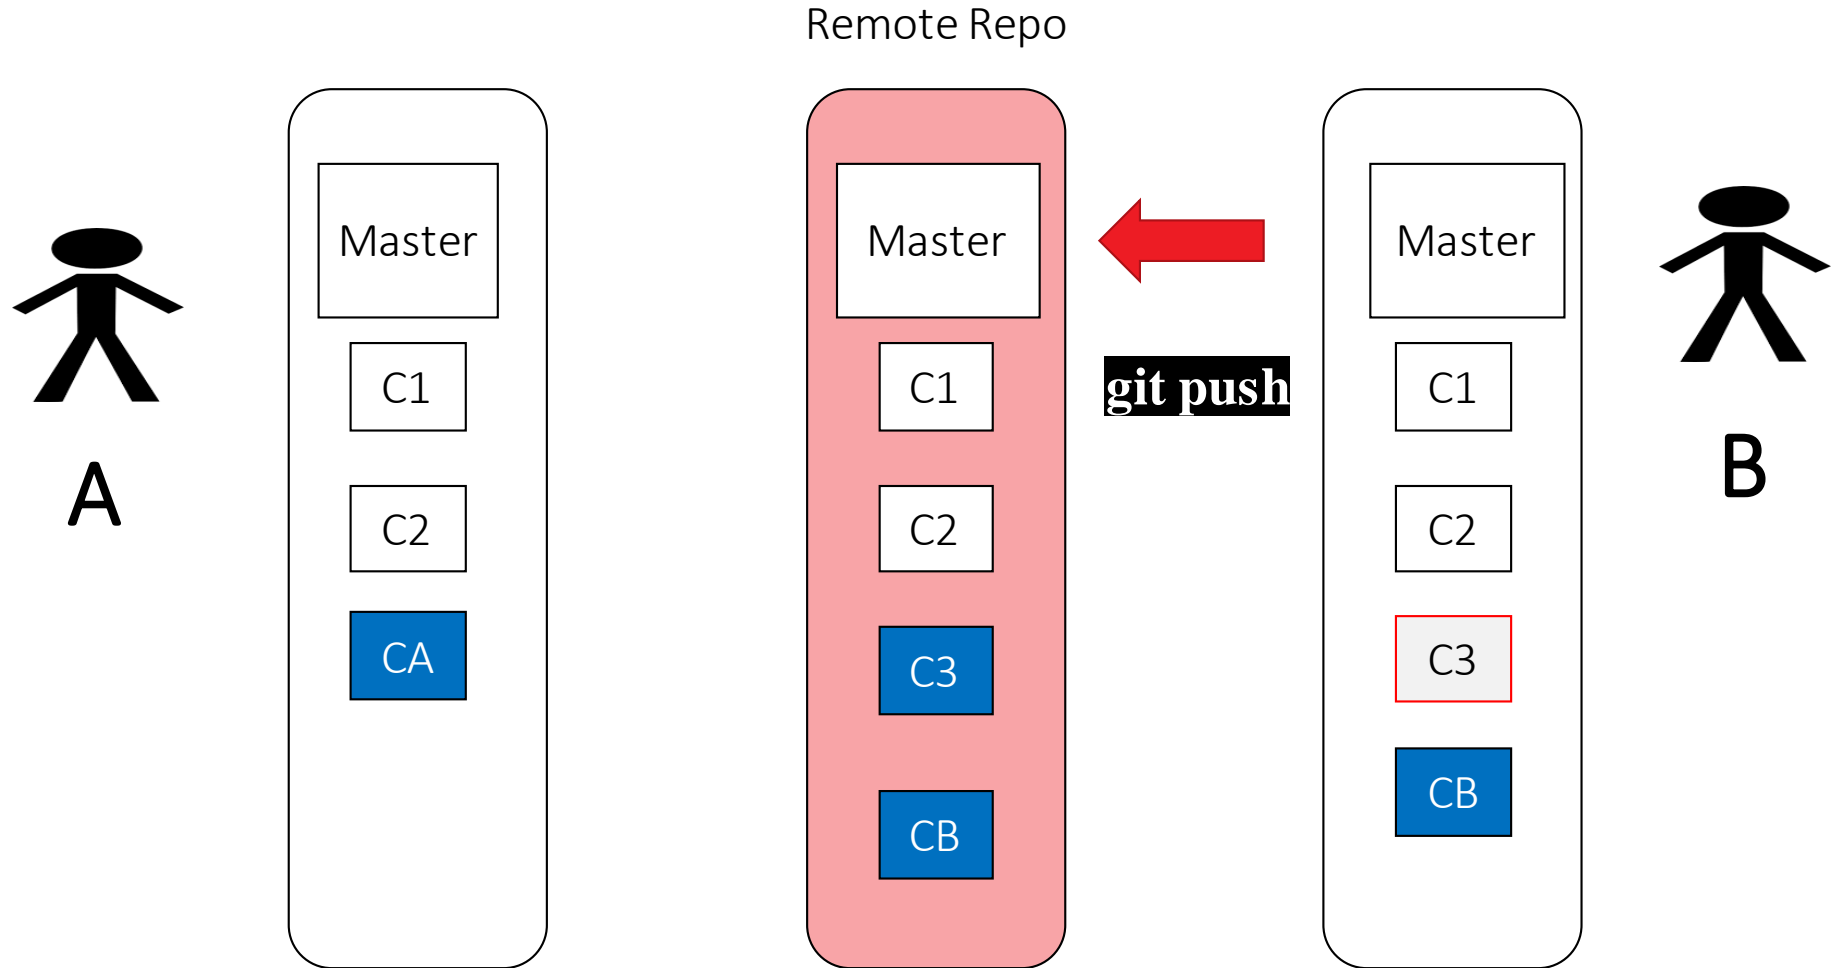 Remote Repo
Master
C1
C2
CA
A
Master
C1
C2
C3
CB
git push
Master
C1
C2
C3
CB
B